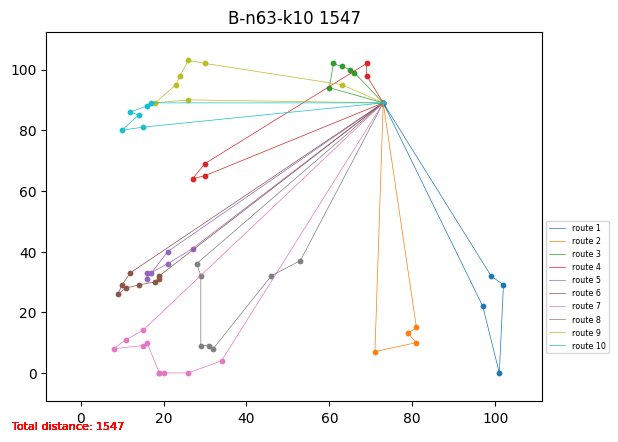 B-n63-k10 1547
100
80
60
40
20
0
0 20 40 60 80 100
route 1
route 2
route 3
route 4
route 5
route 6
route 7
route 8
route 9
route 10
Total distance: 1547